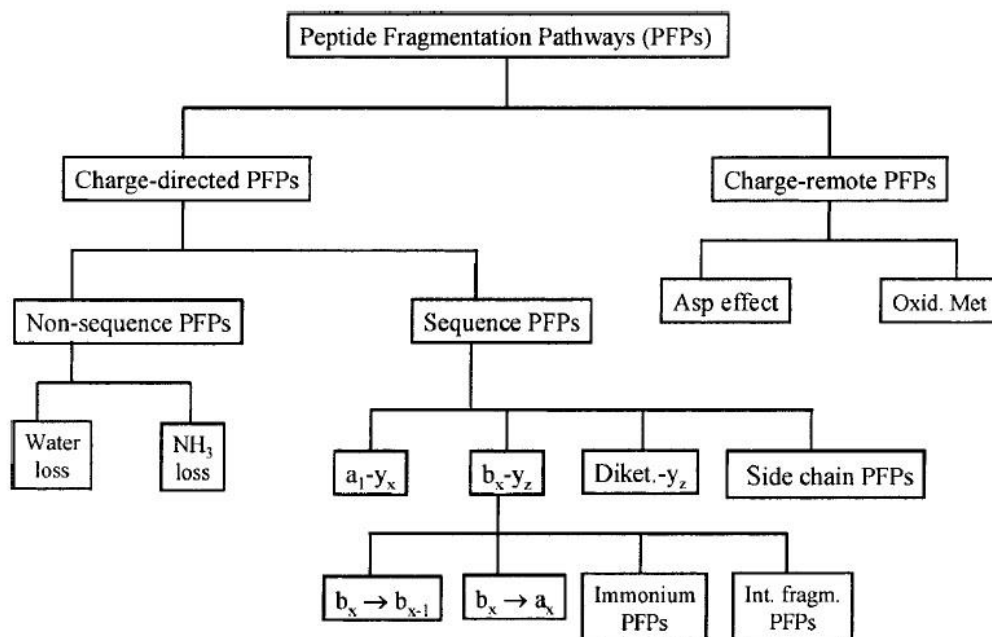 Peptide Fragmentation Pathways (PFPs)
Charge-directed PFPs
Charge-remote PFPs
Asp effect
Oxid. Met
Non-sequence PFPs
Sequence PFPs
Water
loss
NH₃
loss
a₁-yₓ
bₓ-y_z
Diket.-y_z
Side chain PFPs
bₓ → bₓ₋₁
bₓ → aₓ
Immonium
PFPs
Int. fragm.
PFPs